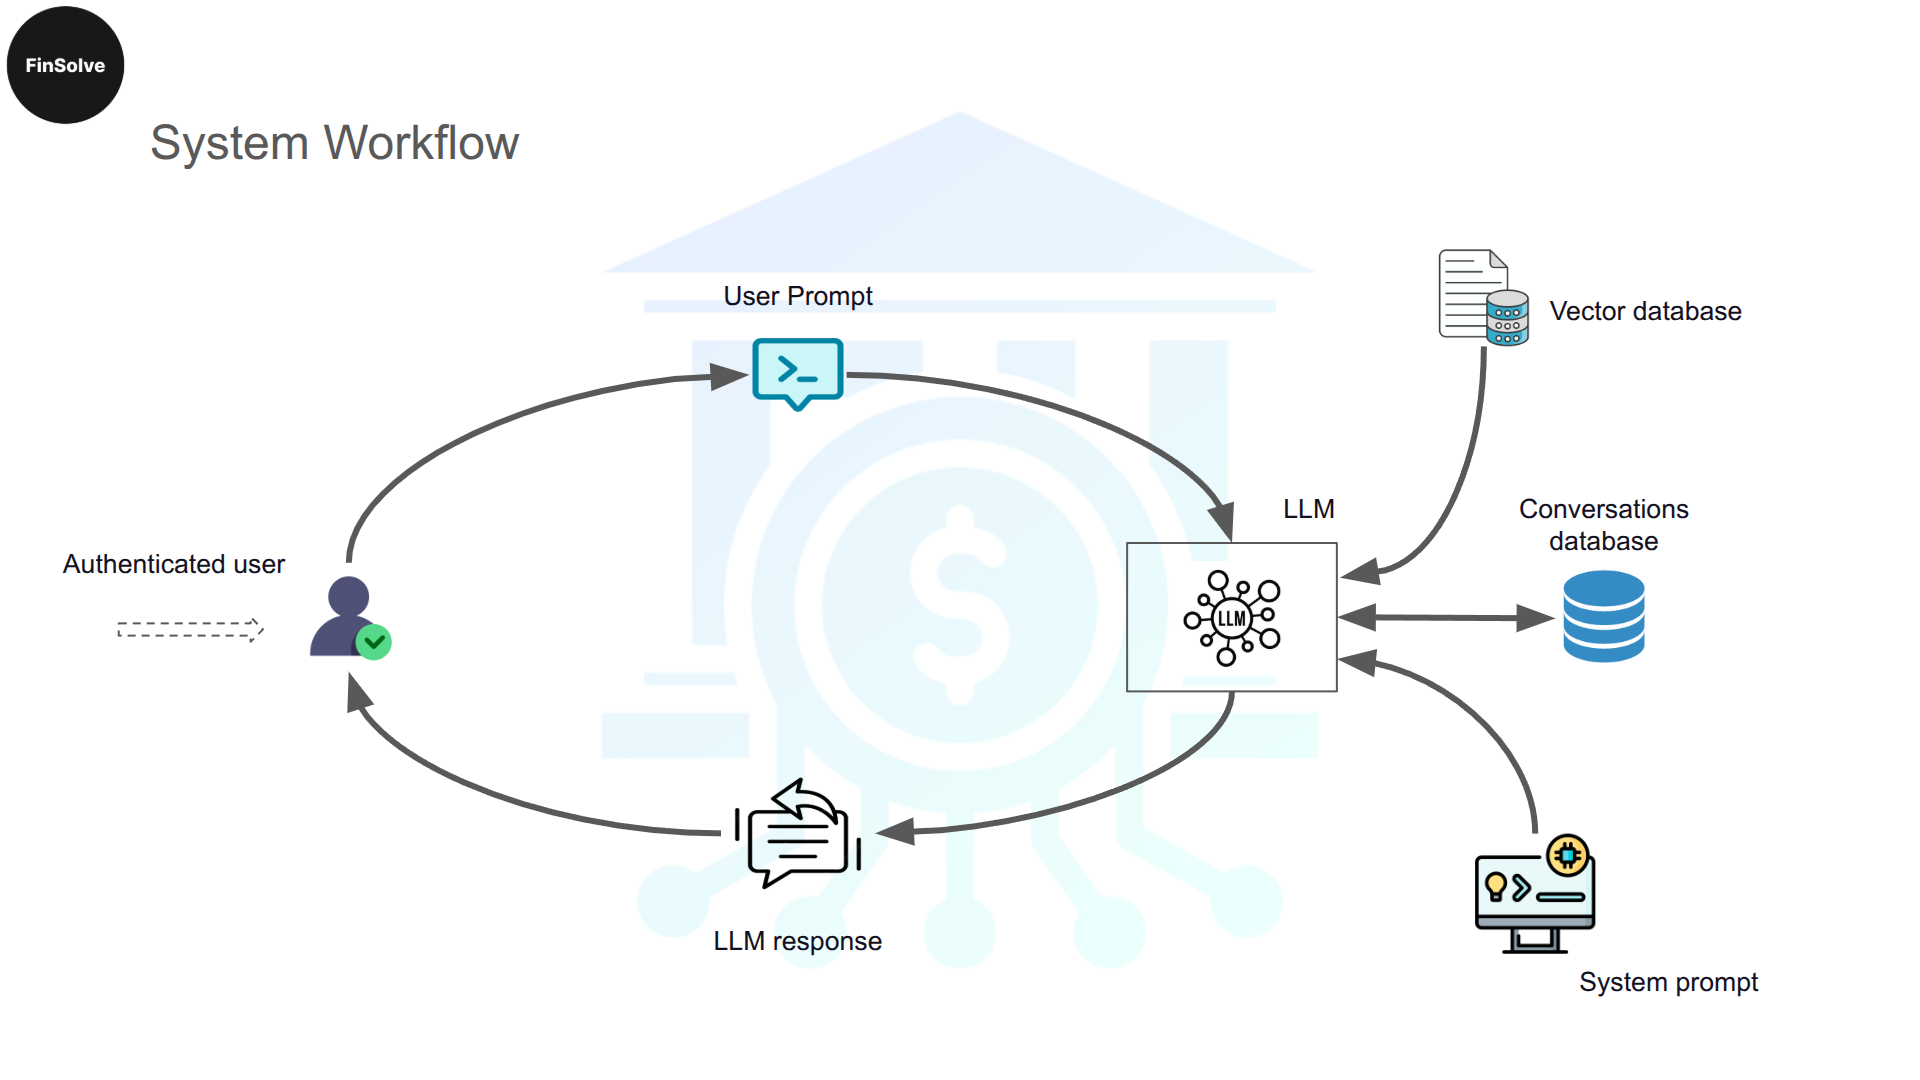 FinSolve
System Workflow
User Prompt
Vector database
LLM
Conversations
database
Authenticated user
LLM
LLM response
System prompt